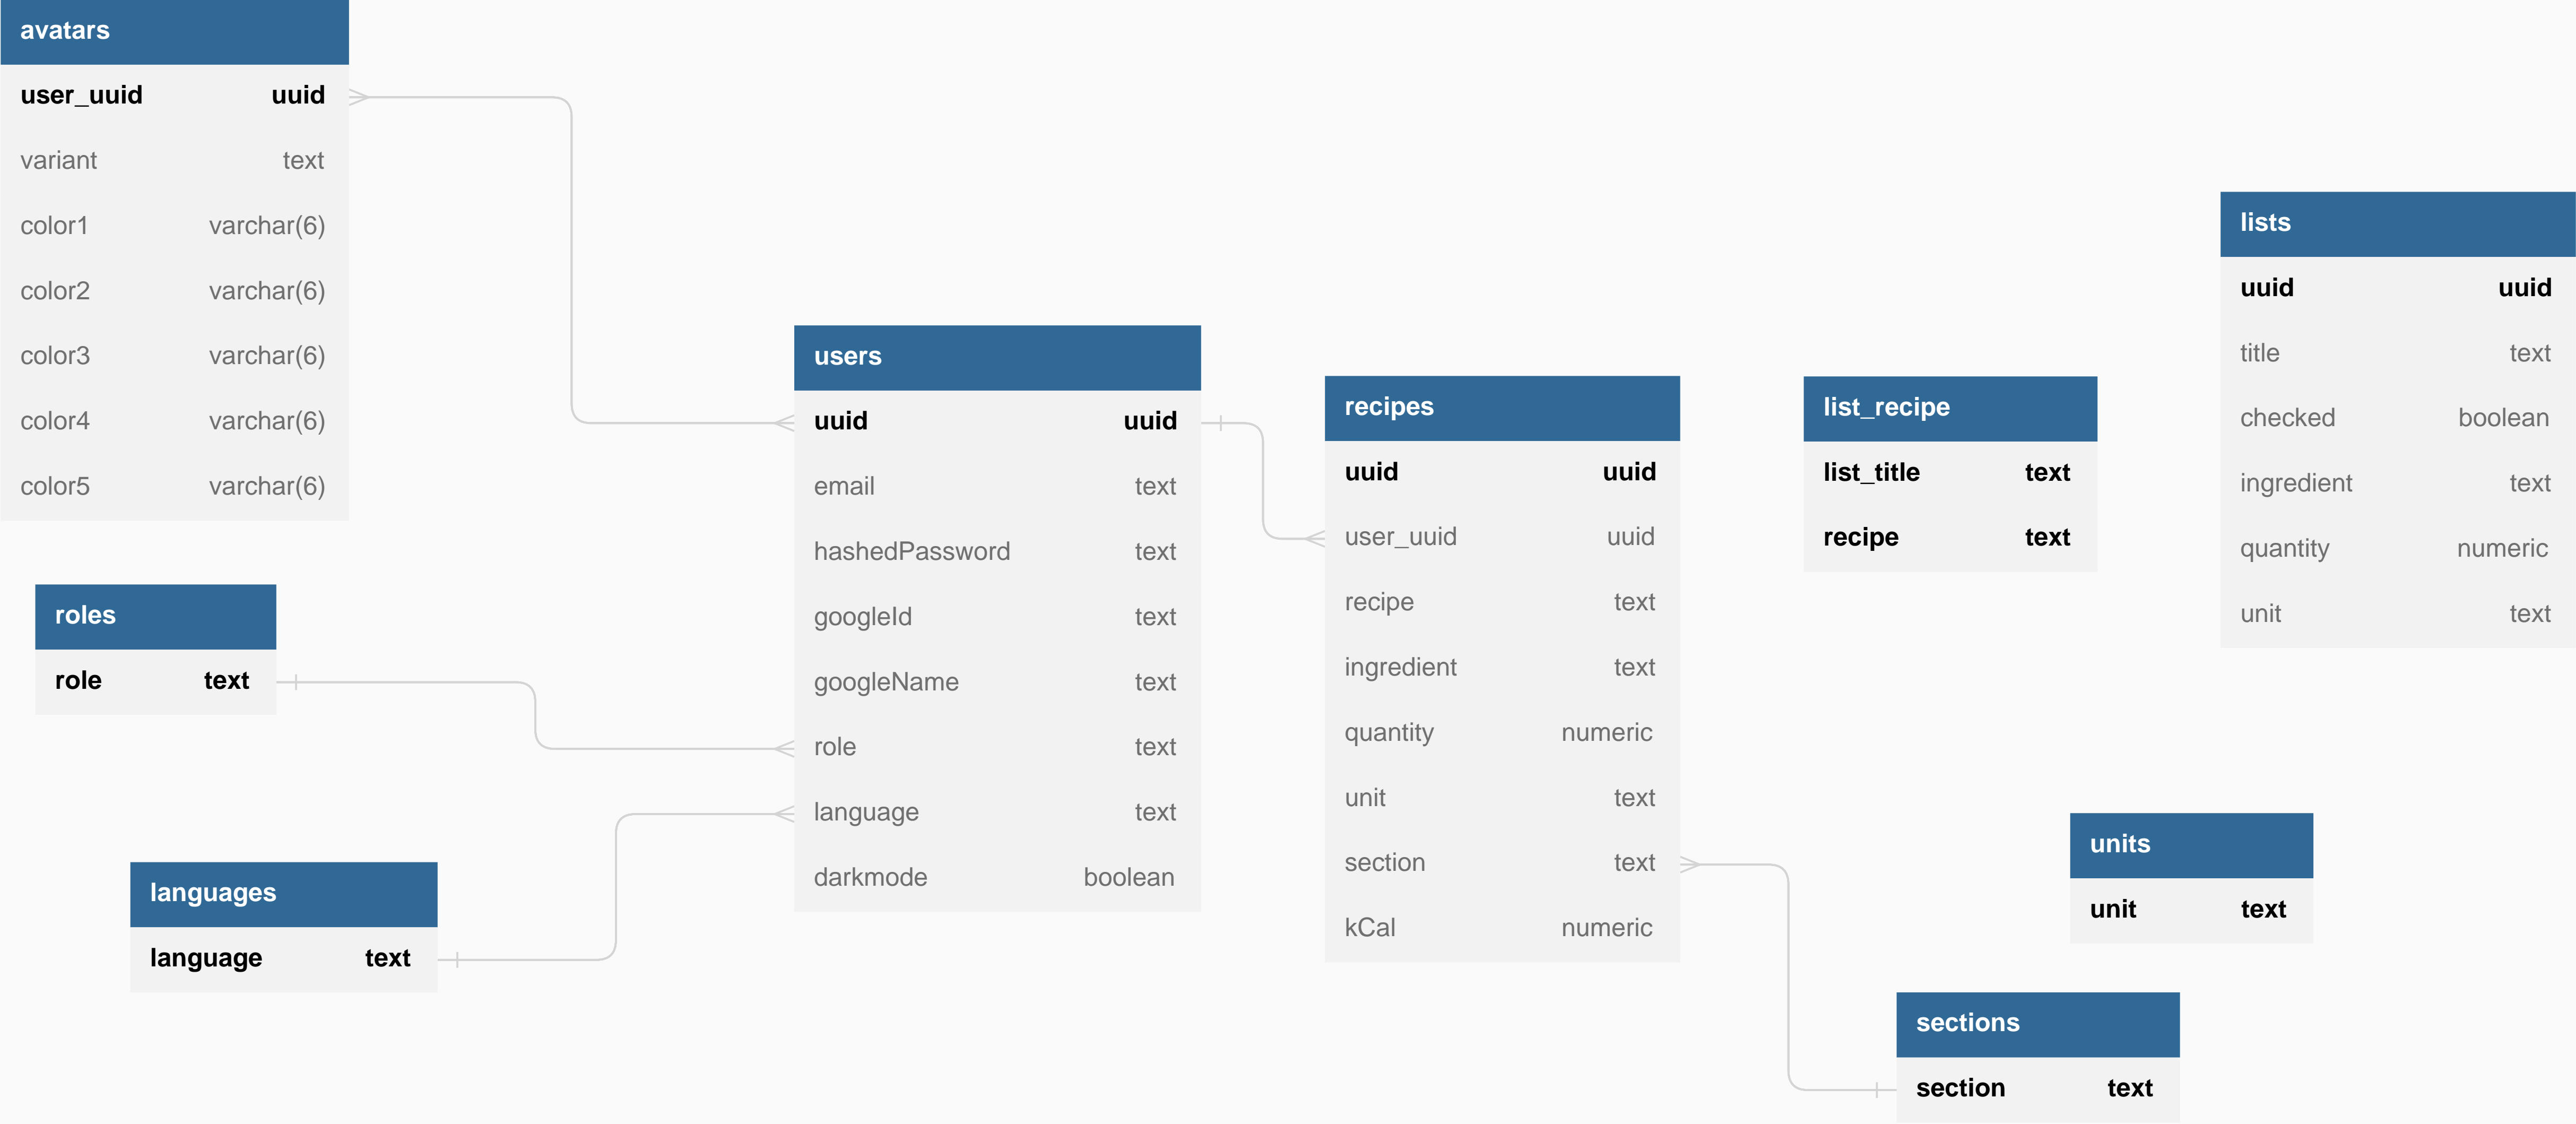 avatars
user_uuid uuid
variant text
color1 varchar(6)
color2 varchar(6)
color3 varchar(6)
color4 varchar(6)
color5 varchar(6)
roles
role text
languages
language text
users
uuid uuid
email text
hashedPassword text
googleId text
googleName text
role text
language text
darkmode boolean
recipes
uuid uuid
user_uuid uuid
recipe text
ingredient text
quantity numeric
unit text
section text
kCal numeric
list_recipe
list_title text
recipe text
lists
uuid uuid
title text
checked boolean
ingredient text
quantity numeric
unit text
units
unit text
sections
section text